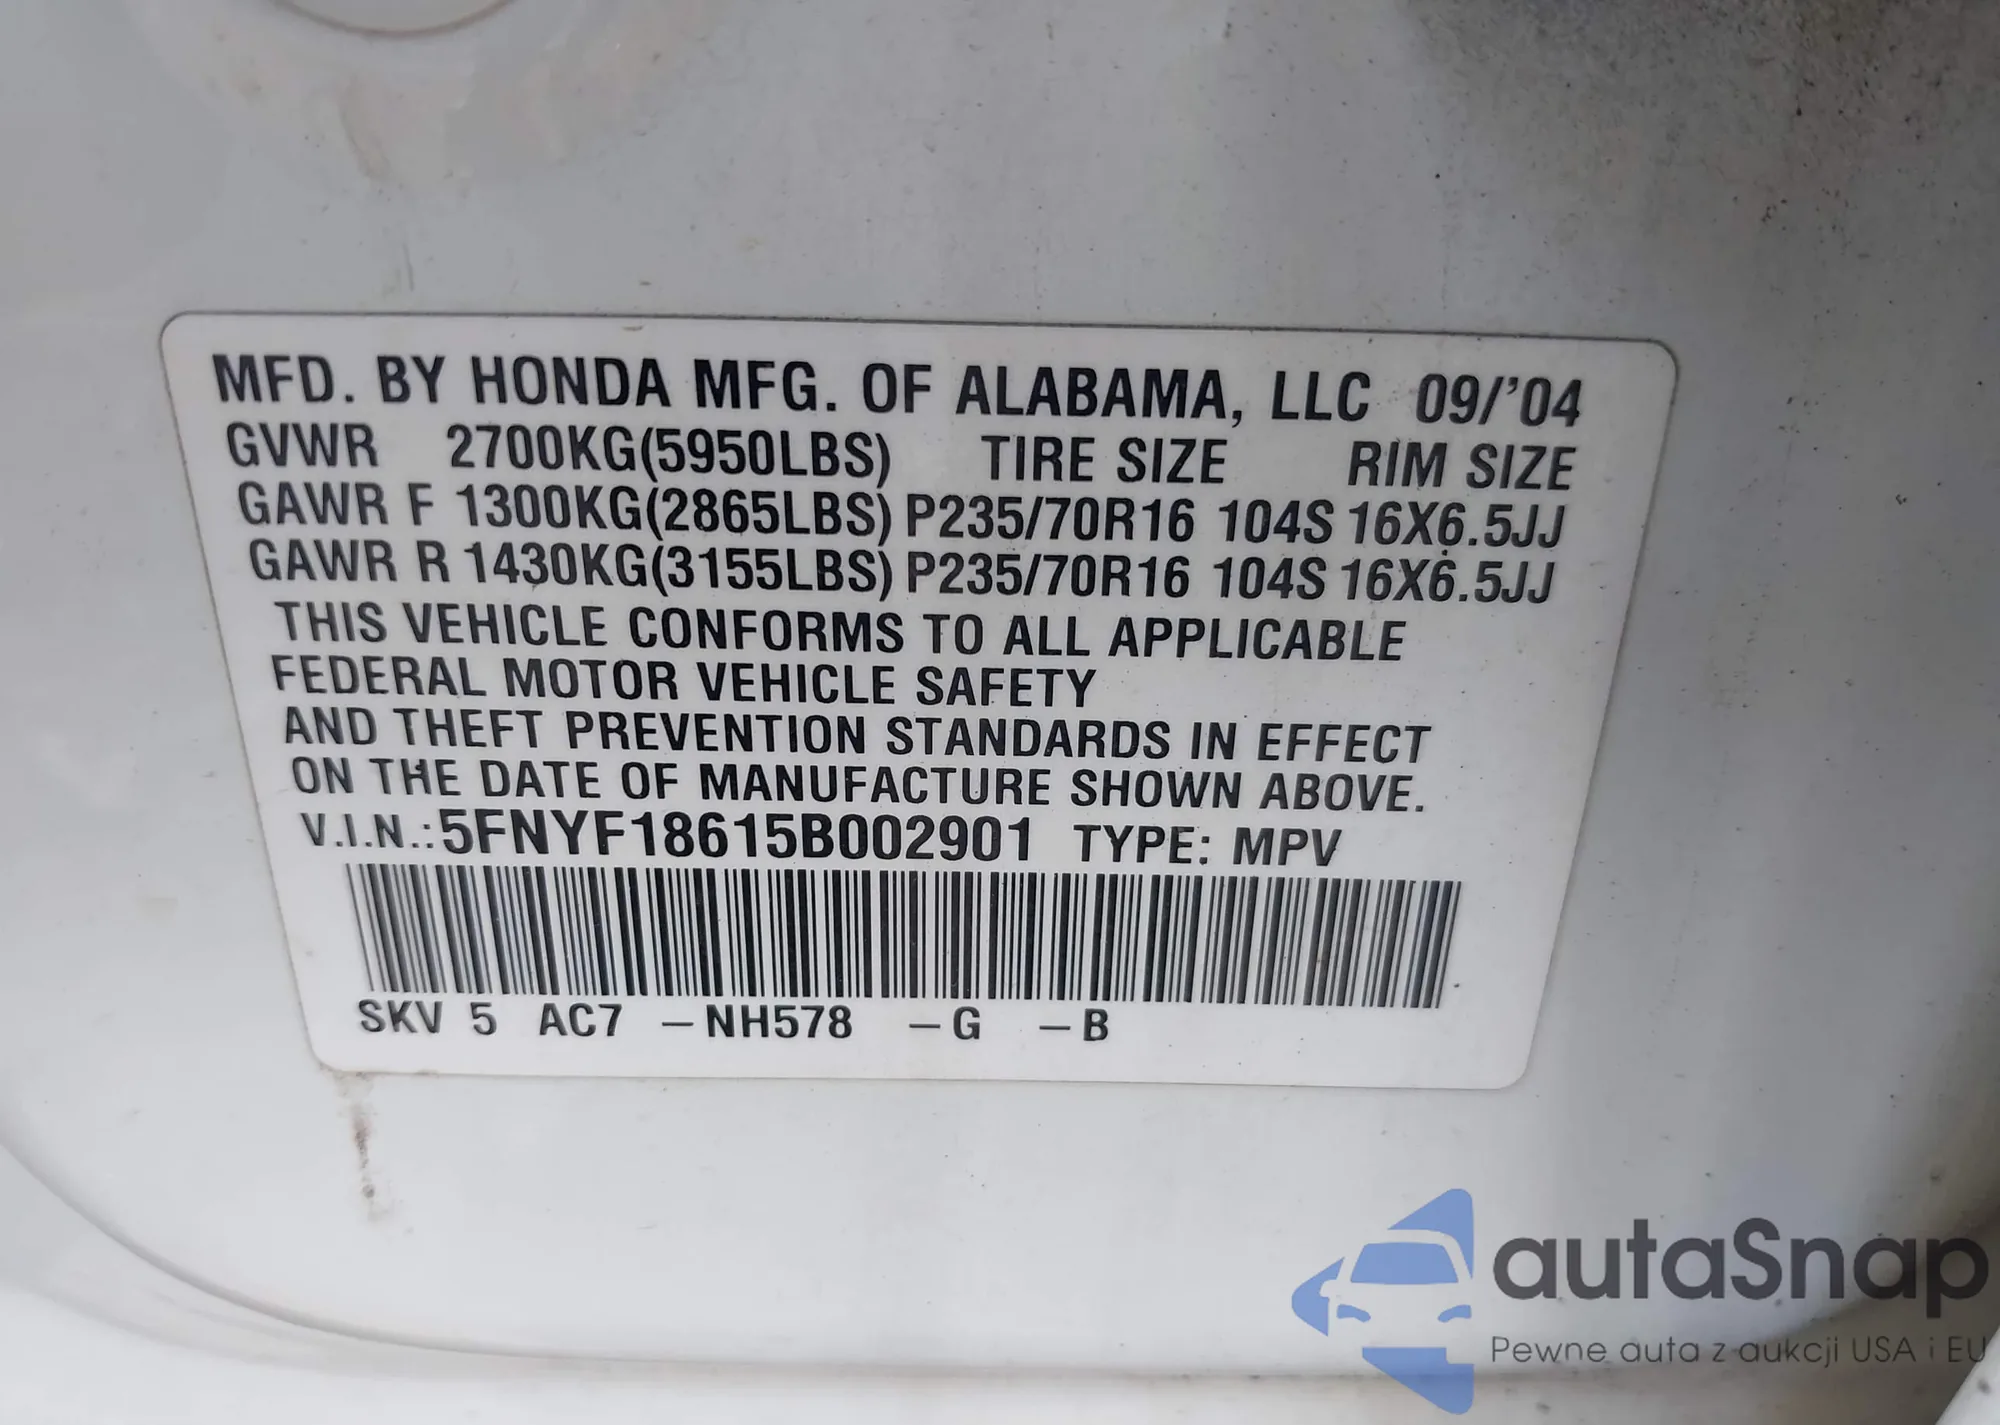 MFD. BY HONDA MFG. OF ALABAMA, LLC 09/'04
GVWR 2700KG(5950LBS) TIRE SIZE RIM SIZE
GAWR F 1300KG(2865LBS) P235/70R16 104S 16X6.5JJ
GAWR R 1430KG(3155LBS) P235/70R16 104S 16X6.5JJ
THIS VEHICLE CONFORMS TO ALL APPLICABLE
FEDERAL MOTOR VEHICLE SAFETY
AND THEFT PREVENTION STANDARDS IN EFFECT
ON THE DATE OF MANUFACTURE SHOWN ABOVE.
V.I.N.: 5FNYF18615B002901 TYPE: MPV
SKV 5 AC7 –NH578 –G –B
autaSnap
Pewne auta z aukcji USA i EU